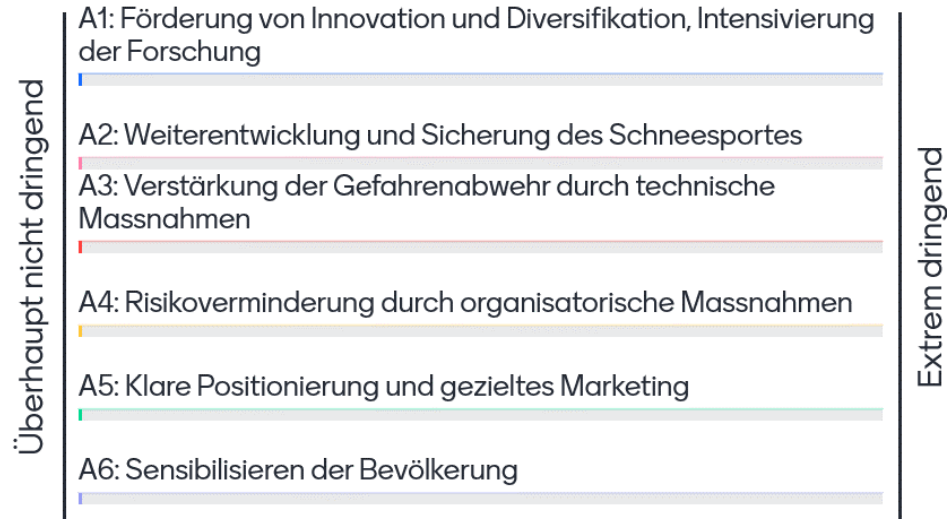 A1: Förderung von Innovation und Diversifikation, Intensivierung
der Forschung
A2: Weiterentwicklung und Sicherung des Schneesportes
A3: Verstärkung der Gefahrenabwehr durch technische
Massnahmen
A4: Risikoverminderung durch organisatorische Massnahmen
A5: Klare Positionierung und gezieltes Marketing
A6: Sensibilisieren der Bevölkerung
Überhaupt nicht dringend
Extrem dringend